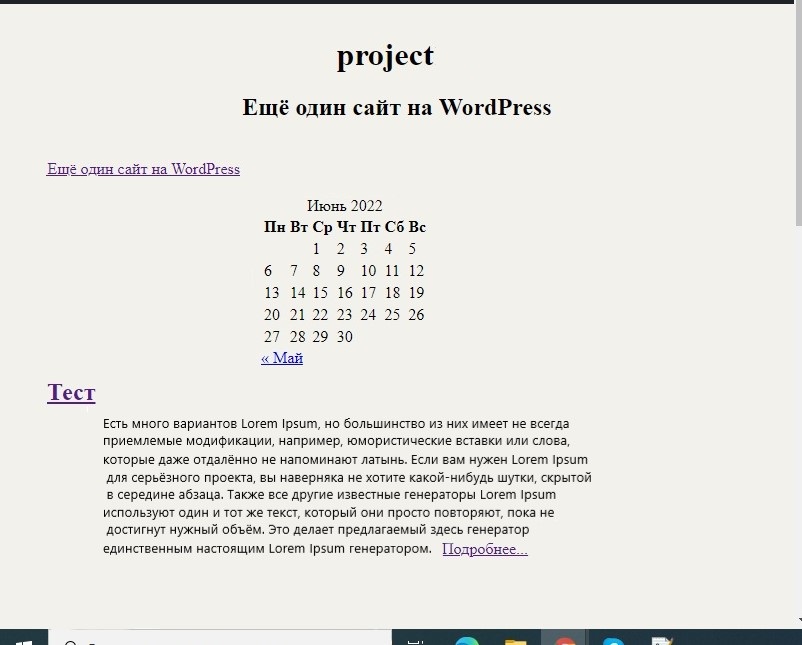 project
Ещё один сайт на WordPress
Ещё один сайт на WordPress
Июнь 2022
Пн Вт Ср Чт Пт Сб Вс
1 2 3 4 5
6 7 8 9 10 11 12
13 14 15 16 17 18 19
20 21 22 23 24 25 26
27 28 29 30
« Май
Тест
Есть много вариантов Lorem Ipsum, но большинство из них имеет не всегда
приемлемые модификации, например, юмористические вставки или слова,
которые даже отдалённо не напоминают латынь. Если вам нужен Lorem Ipsum
для серьёзного проекта, вы наверняка не хотите какой-нибудь шутки, скрытой
в середине абзаца. Также все другие известные генераторы Lorem Ipsum
используют один и тот же текст, который они просто повторяют, пока не
достигнут нужный объём. Это делает предлагаемый здесь генератор
единственным настоящим Lorem Ipsum генератором. Подробнее...